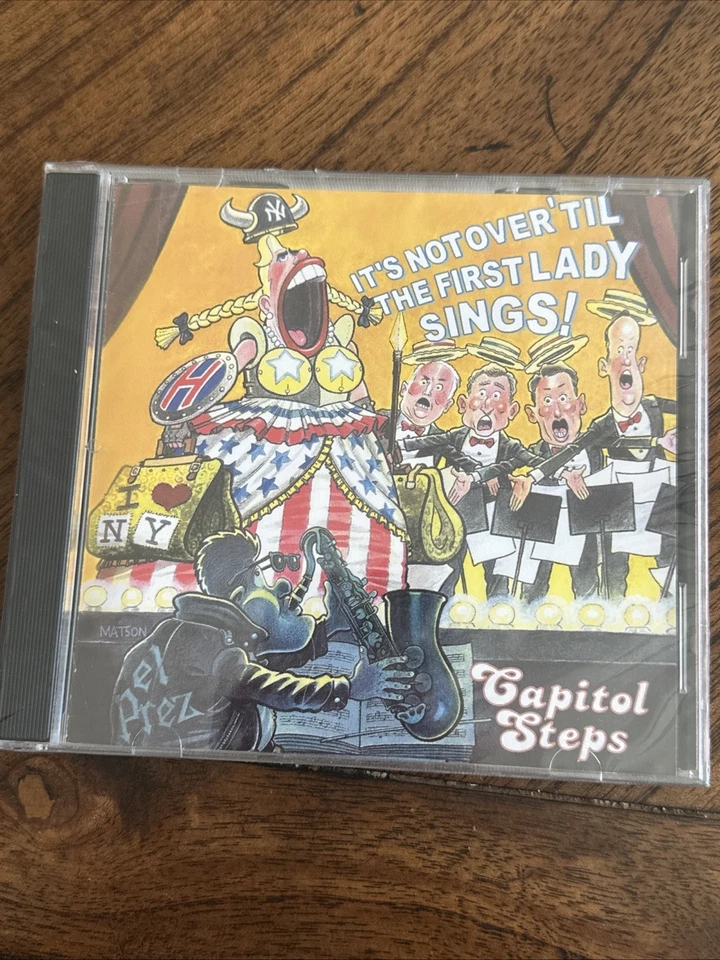 NY
IT'S NOT OVER 'TIL
THE FIRST LADY
SINGS!
H
I
NY
MATSON
el
Prez
Capitol
Steps